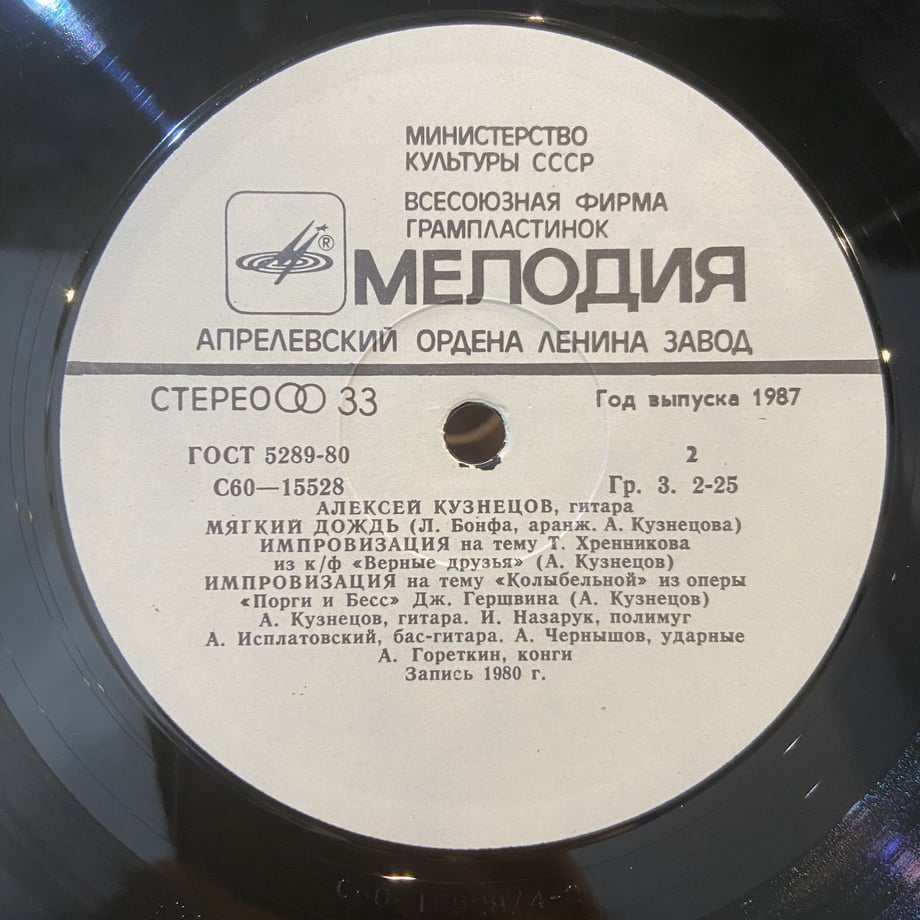 МИНИСТЕРСТВО
КУЛЬТУРЫ СССР
ВСЕСОЮЗНАЯ ФИРМА
ГРАМПЛАСТИНОК
®
МЕЛОДИЯ
АПРЕЛЕВСКИЙ ОРДЕНА ЛЕНИНА ЗАВОД
СТЕРЕО 33
Год выпуска 1987
ГОСТ 5289-80
2
С60—15528
Гр. 3. 2-25
АЛЕКСЕЙ КУЗНЕЦОВ, гитара
МЯГКИЙ ДОЖДЬ (Л. Бонфа, аранж. А. Кузнецова)
ИМПРОВИЗАЦИЯ на тему Т. Хренникова
из к/ф «Верные друзья» (А. Кузнецов)
ИМПРОВИЗАЦИЯ на тему «Колыбельной» из оперы
«Порги и Бесс» Дж. Гершвина (А. Кузнецов)
А. Кузнецов, гитара. И. Назарук, полимуг
А. Исплатовский, бас-гитара. А. Чернышов, ударные
А. Гореткин, конги
Запись 1980 г.